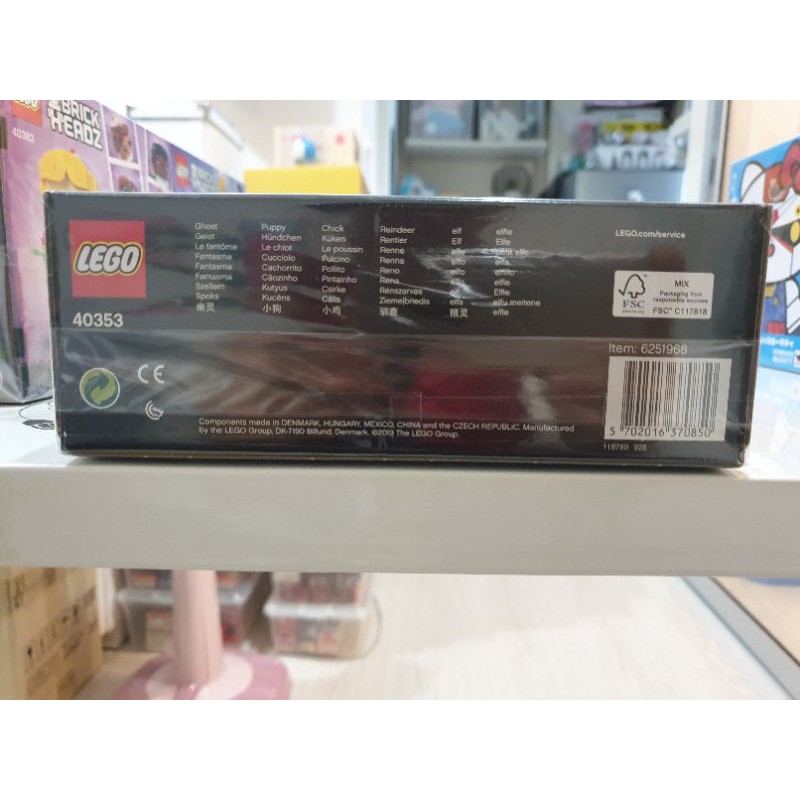 BRICK
HEADZ
40383
LEGO
40353
Ghost
Geist
Le fantôme
Fantasma
Fantasma
Fantasma
Szellem
Spoks
幽灵
Puppy
Hündchen
Le chiot
Cucciolo
Cachorrito
Cãozinho
Kutyus
Kucēns
小狗
Chick
Küken
Le poussin
Pulcino
Pollito
Pintainho
Csirke
Cālis
小鸡
Reindeer
Rentier
Renne
Renna
Reno
Rena
Rénszarvas
Ziemeļbriedis
驯鹿
elf
Elf
elfo
elfo
elfo
elfs
精灵
elfie
Elfe
Elfie
elfu meitene
LEGO.com/service
FSC
MIX
Packaging from
responsible sources
FSC™ C117818
Item: 6251968
5 702016 370850
118789 928
CE
Components made in DENMARK, HUNGARY, MEXICO, CHINA and the CZECH REPUBLIC. Manufactured
by the LEGO Group, DK-7190 Billund, Denmark. ©2019 The LEGO Group.